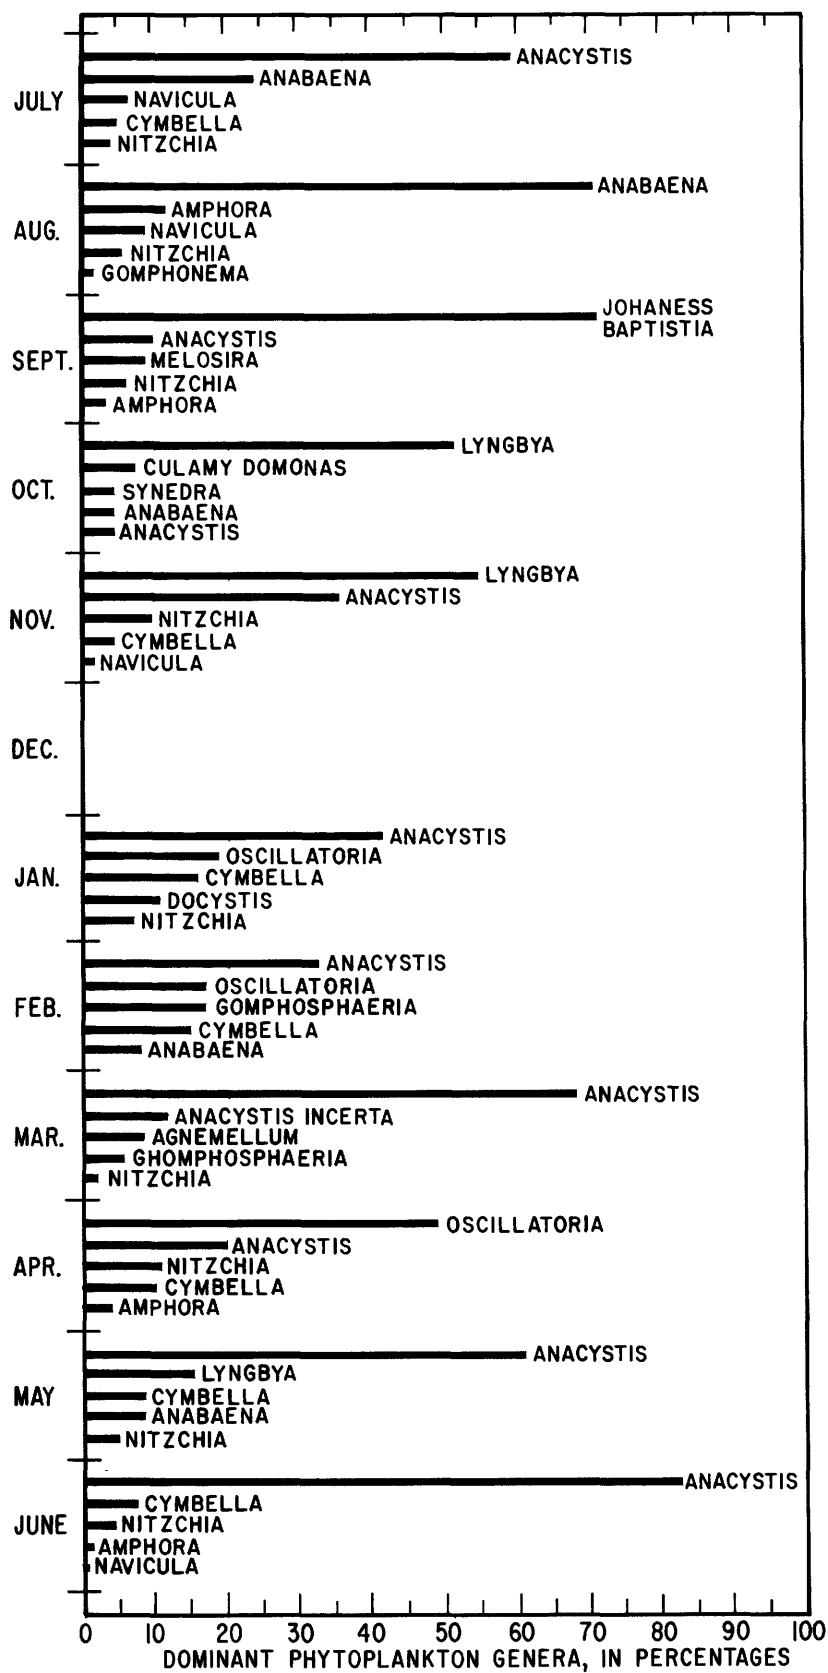 ANACYSTIS
ANABAENA
JULY NAVICULA
CYMBELLA
NITZCHIA
ANABAENA
AMPHORA
AUG. NAVICULA
NITZCHIA
GOMPHONEMA
JOHANESS
BAPTISTIA
ANACYSTIS
SEPT. MELOSIRA
NITZCHIA
AMPHORA
LYNGBYA
CULAMY DOMONAS
OCT. SYNEDRA
ANABAENA
ANACYSTIS
LYNGBYA
ANACYSTIS
NOV. NITZCHIA
CYMBELLA
NAVICULA
DEC.
ANACYSTIS
OSCILLATORIA
JAN. CYMBELLA
DOCYSTIS
NITZCHIA
ANACYSTIS
OSCILLATORIA
FEB. GOMPHOSPHAERIA
CYMBELLA
ANABAENA
ANACYSTIS
ANACYSTIS INCERTA
MAR. AGNEMELLUM
GHOMPHOSPHAERIA
NITZCHIA
OSCILLATORIA
ANACYSTIS
APR. NITZCHIA
CYMBELLA
AMPHORA
ANACYSTIS
LYNGBYA
MAY CYMBELLA
ANABAENA
NITZCHIA
ANACYSTIS
CYMBELLA
JUNE NITZCHIA
AMPHORA
NAVICULA
0 10 20 30 40 50 60 70 80 90 100
DOMINANT PHYTOPLANKTON GENERA, IN PERCENTAGES